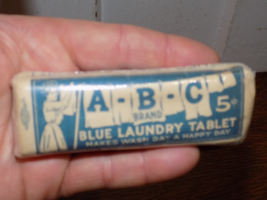 A-B-C
5¢
BRAND
BLUE LAUNDRY TABLET
MAKES WASH DAY A HAPPY DAY